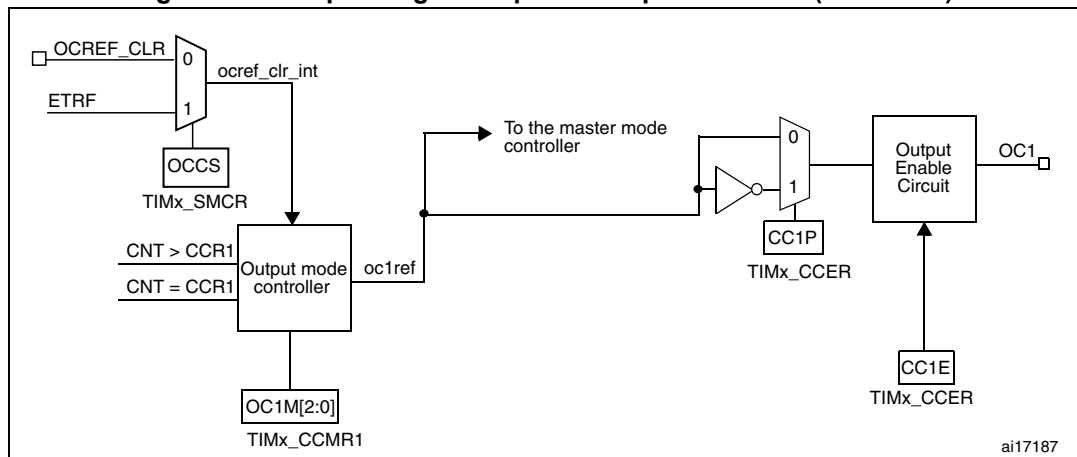 OCREF_CLR
0
ocref_clr_int
ETRF
1
OCCS
TIMx_SMCR
To the master mode
controller
0
1
CC1P
TIMx_CCER
Output
Enable
Circuit
OC1
CNT > CCR1
CNT = CCR1
Output mode
controller
oc1ref
OC1M[2:0]
TIMx_CCMR1
CC1E
TIMx_CCER
ai17187